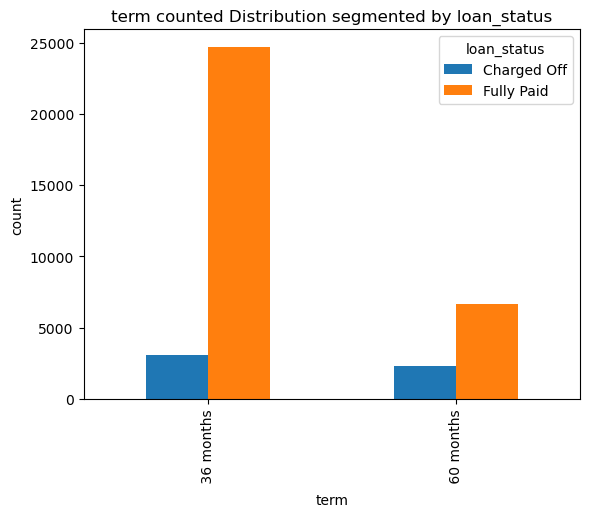 term counted Distribution segmented by loan_status
loan_status
Charged Off
Fully Paid
count
25000
20000
15000
10000
5000
0
36 months
60 months
term